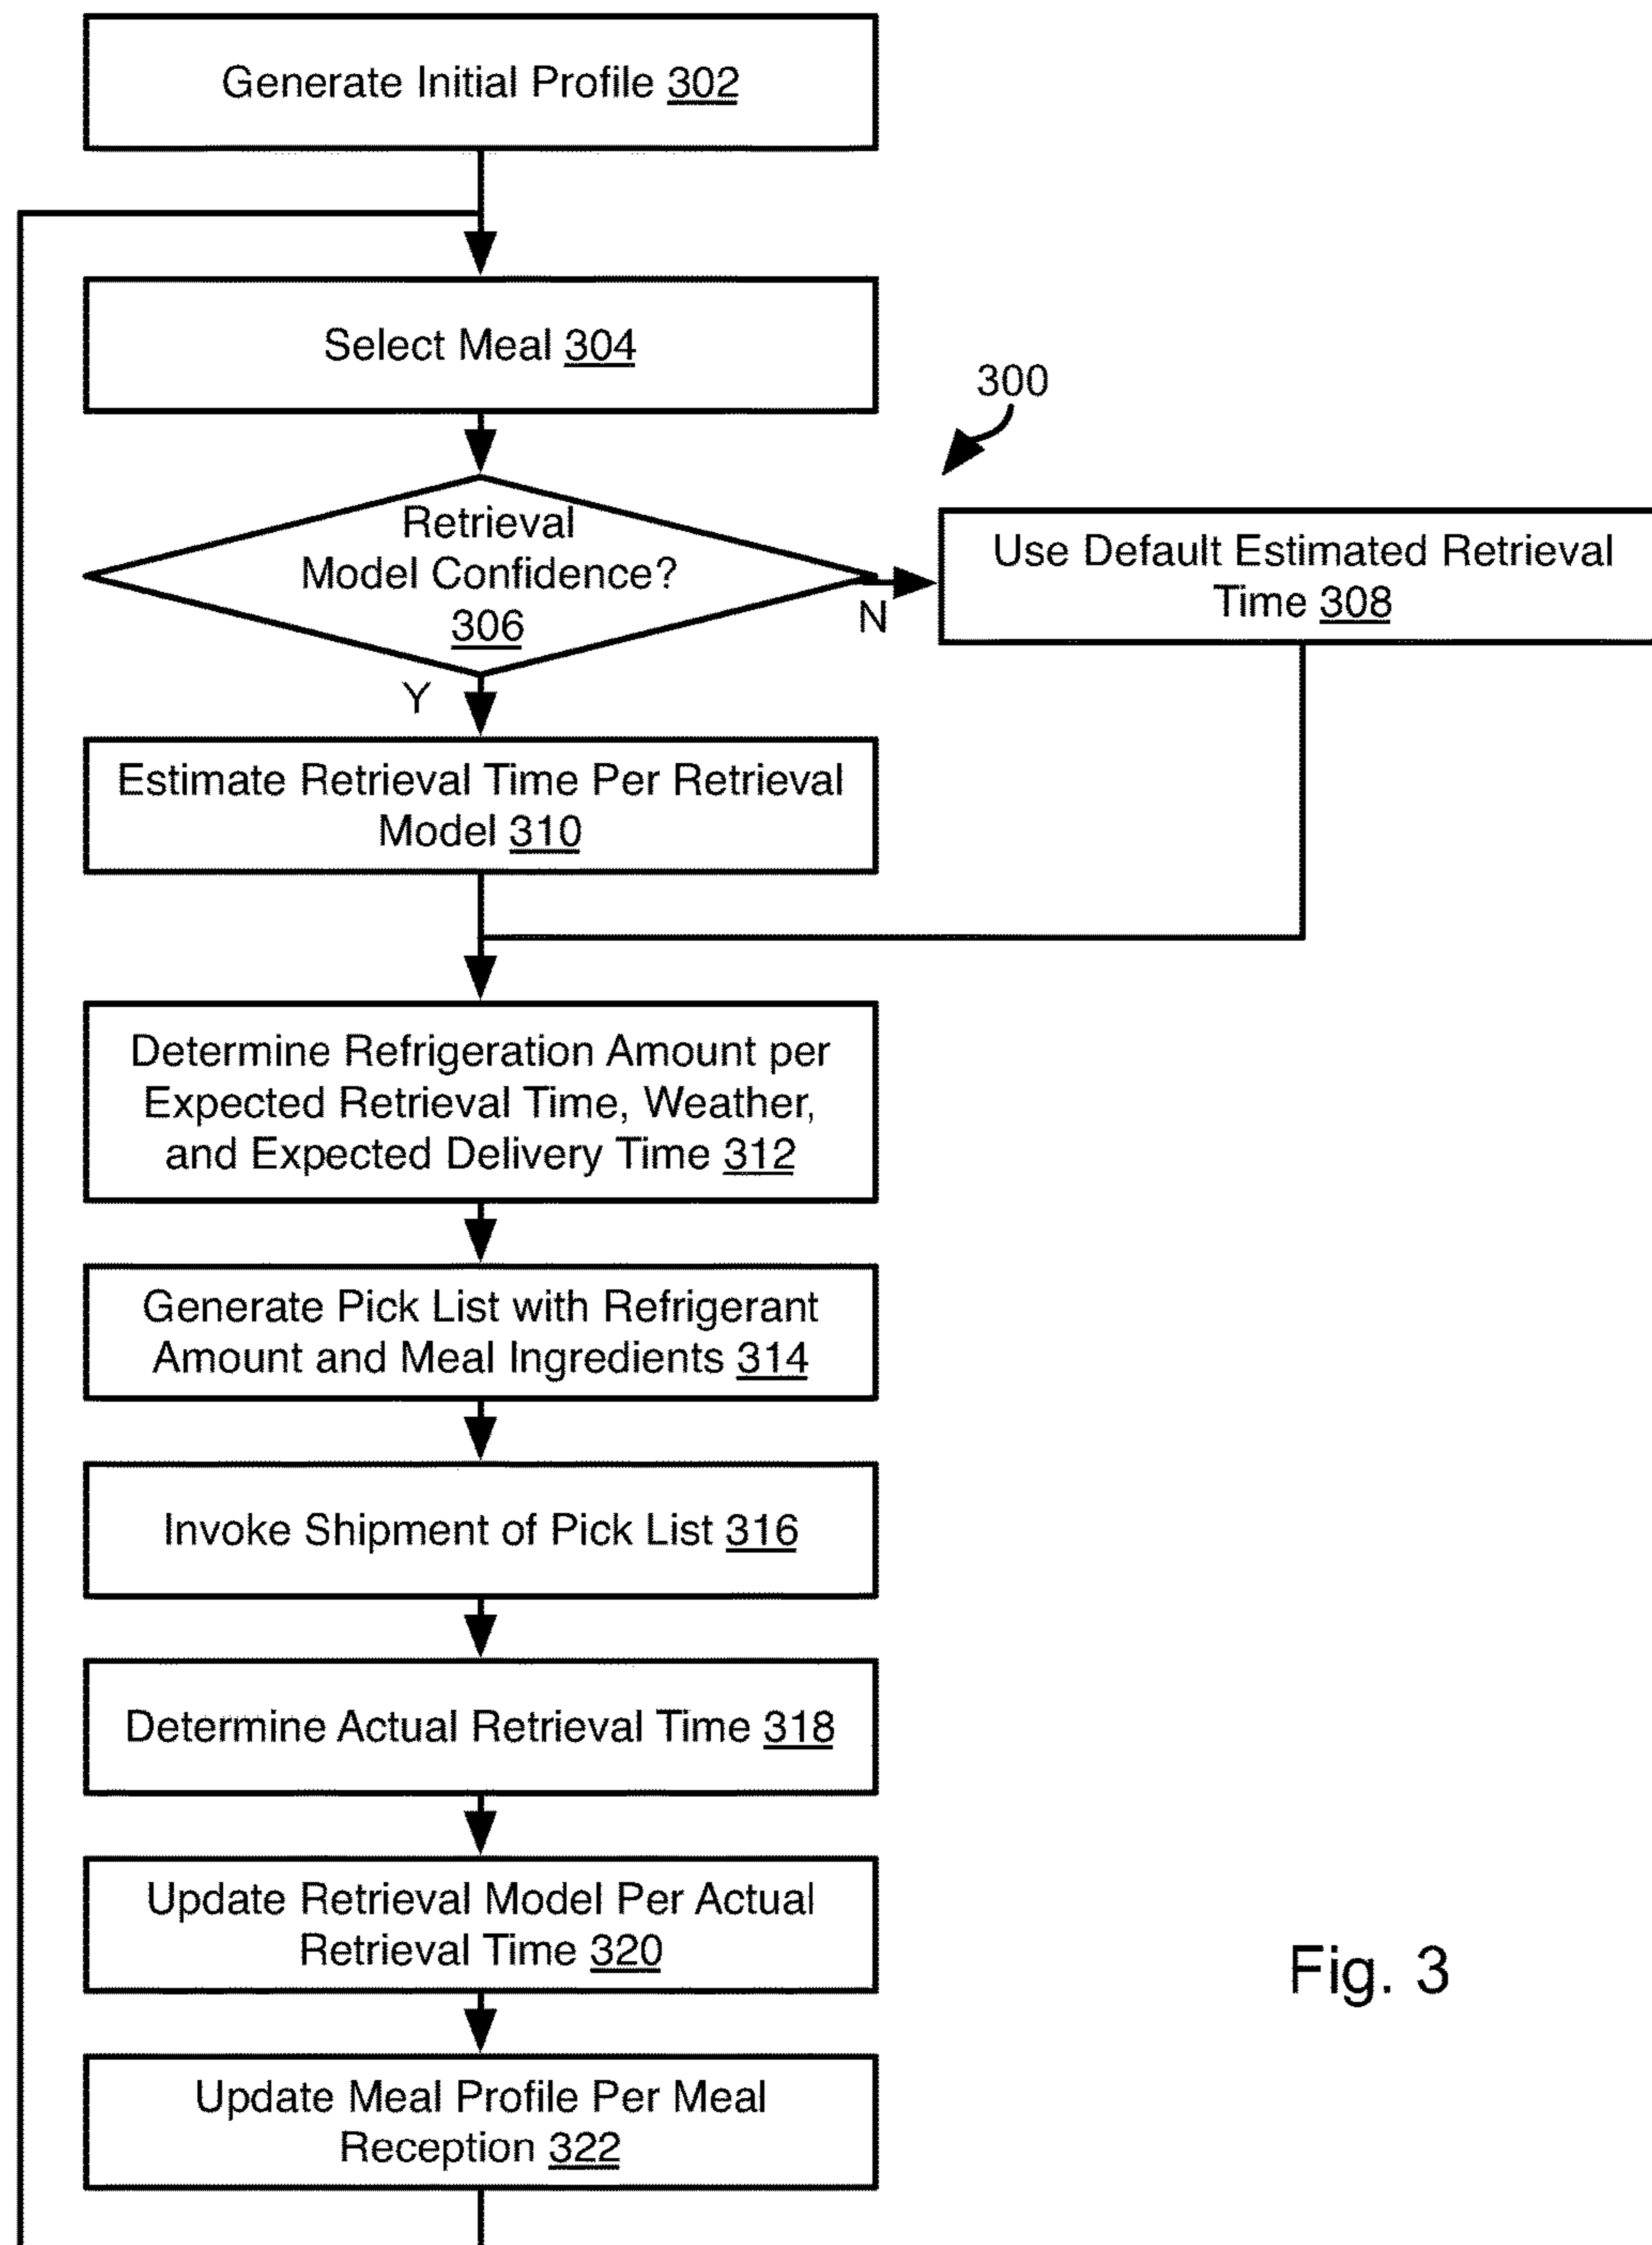 Generate Initial Profile 302
Select Meal 304
300
Retrieval
Model Confidence?
306
N
Use Default Estimated Retrieval
Time 308
Y
Estimate Retrieval Time Per Retrieval
Model 310
Determine Refrigeration Amount per
Expected Retrieval Time, Weather,
and Expected Delivery Time 312
Generate Pick List with Refrigerant
Amount and Meal Ingredients 314
Invoke Shipment of Pick List 316
Determine Actual Retrieval Time 318
Update Retrieval Model Per Actual
Retrieval Time 320
Fig. 3
Update Meal Profile Per Meal
Reception 322